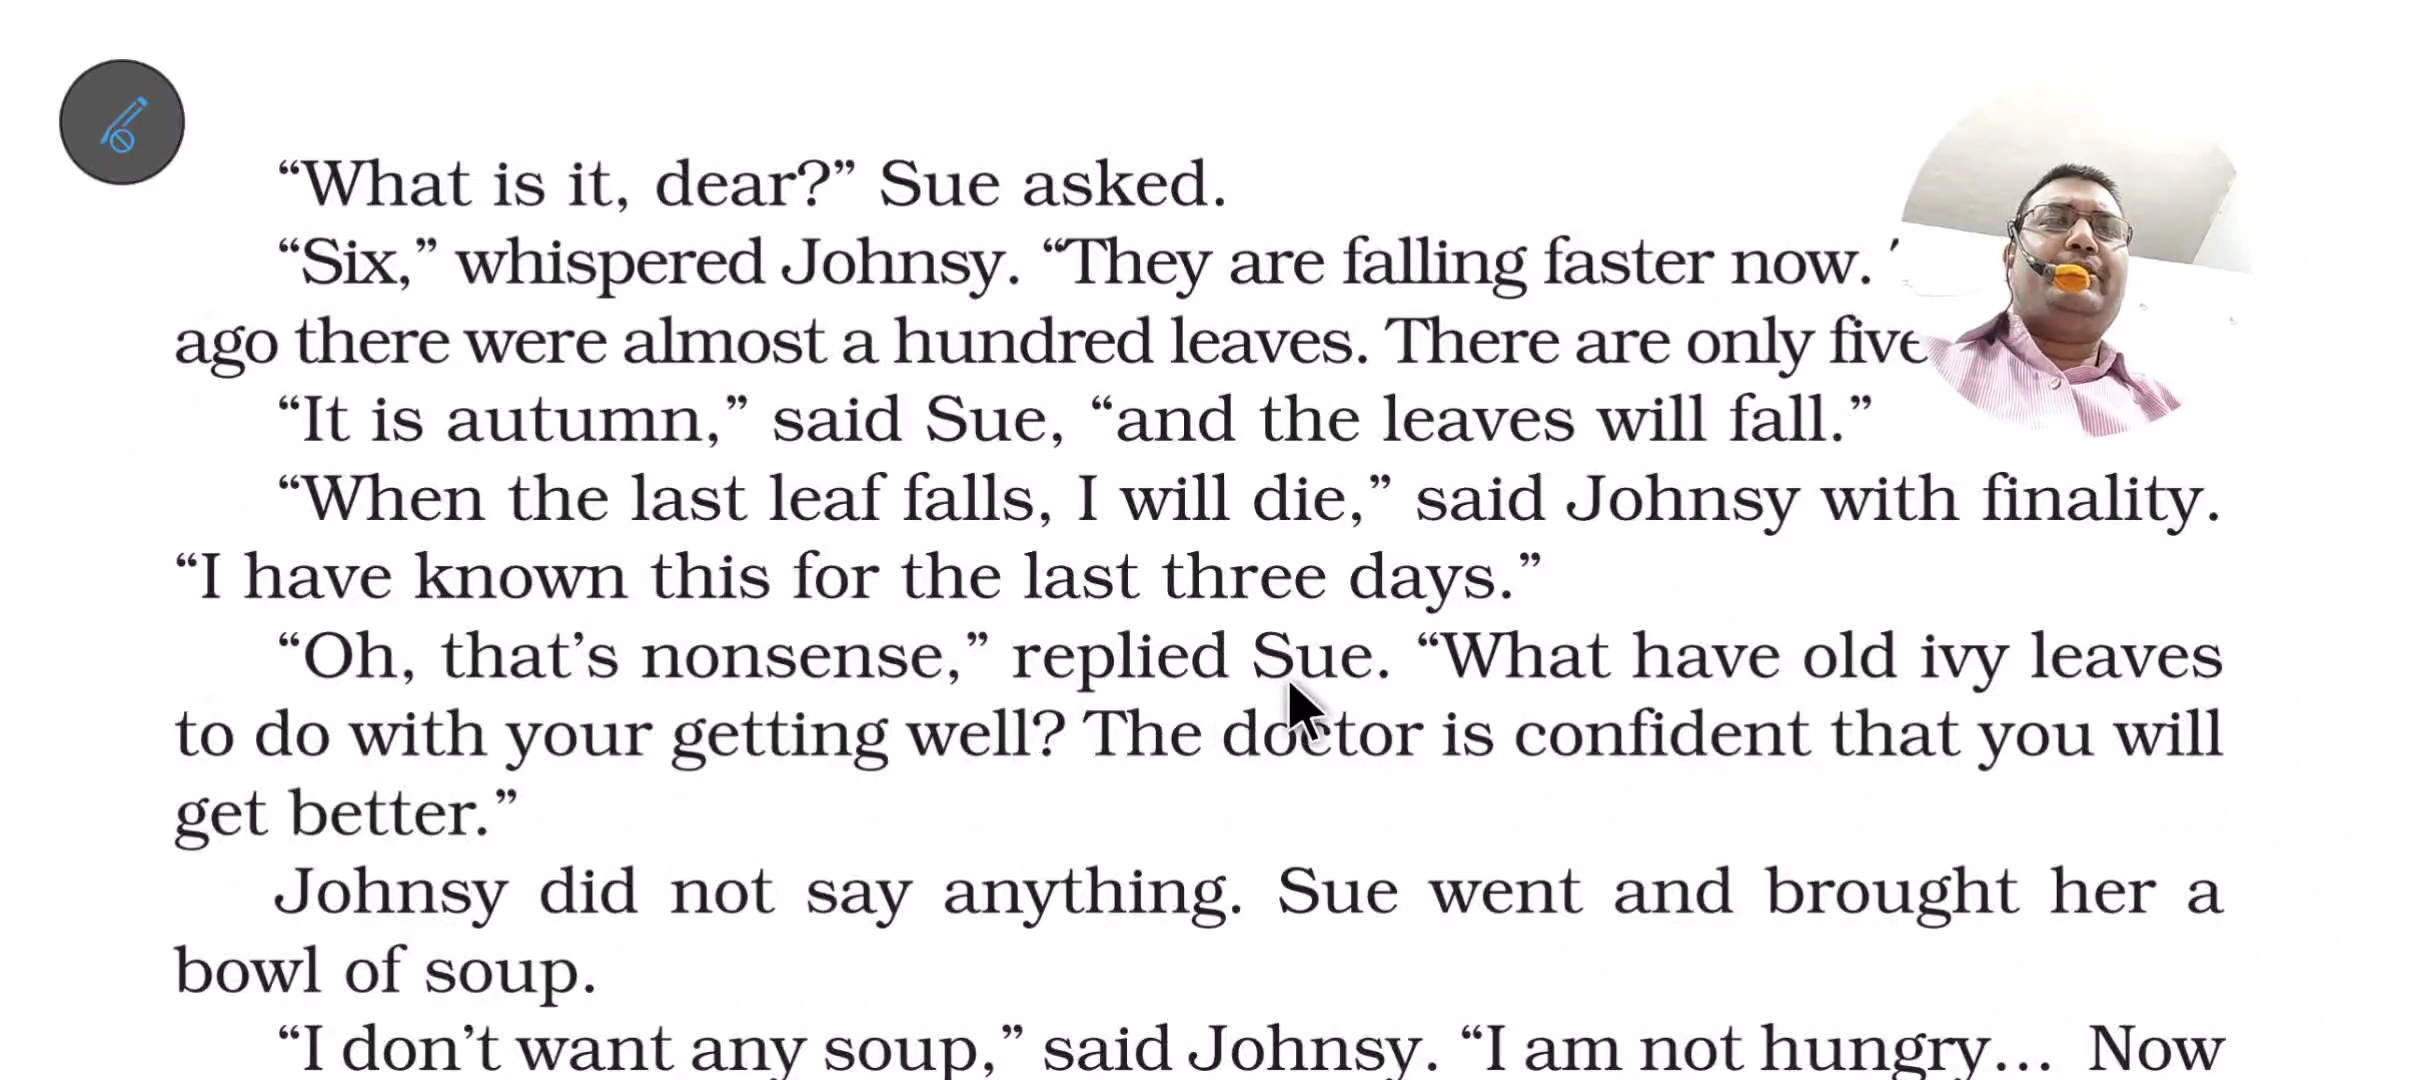 “What is it, dear?” Sue asked.
“Six,” whispered Johnsy. “They are falling faster now.
ago there were almost a hundred leaves. There are only five
“It is autumn,” said Sue, “and the leaves will fall.”
“When the last leaf falls, I will die,” said Johnsy with finality.
“I have known this for the last three days.”
“Oh, that’s nonsense,” replied Sue. “What have old ivy leaves
to do with your getting well? The doctor is confident that you will
get better.”
Johnsy did not say anything. Sue went and brought her a
bowl of soup.
“I don’t want any soup,” said Johnsy. “I am not hungry... Now